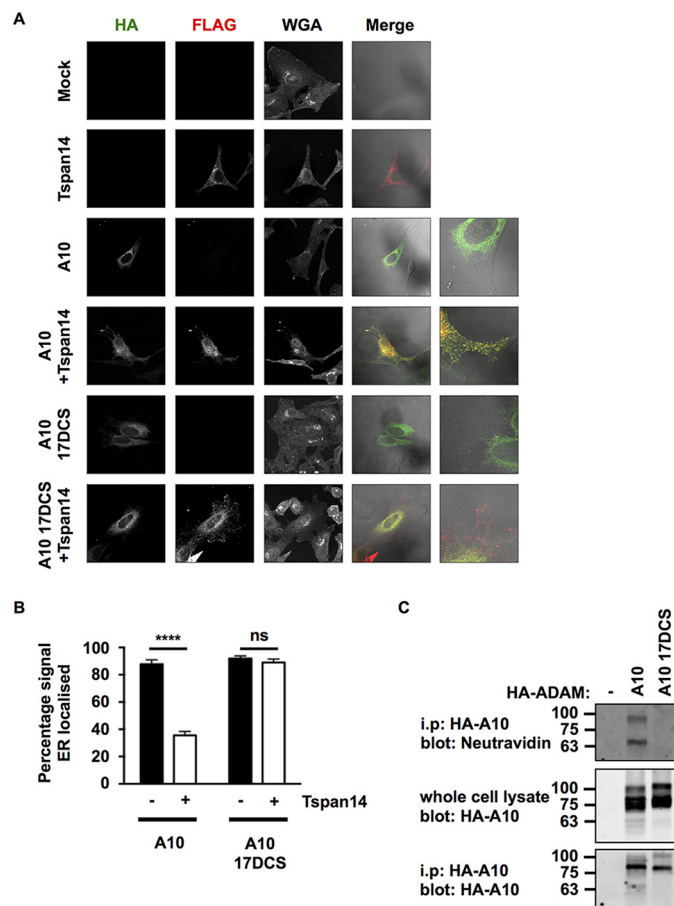 A
HA FLAG WGA Merge
Mock
Tspan14
A10
A10
+Tspan14
A10
17DCS
A10 17DCS
+Tspan14
B
**** ns
100
80
60
40
20
0
Percentage signal
ER localised
- + - + Tspan14
A10 A10
17DCS
C
HA-ADAM: - A10 A10 17DCS
i.p: HA-A10
blot: Neutravidin
100
75
63
whole cell lysate
blot: HA-A10
100
75
63
i.p: HA-A10
blot: HA-A10
100
75
63